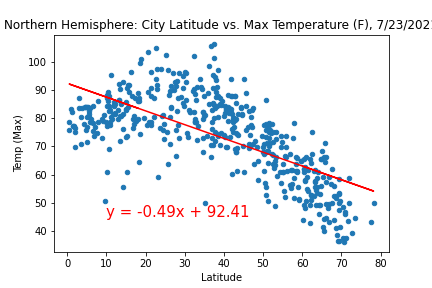 Northern Hemisphere: City Latitude vs. Max Temperature (F), 7/23/2021
100
90
80
70
60
50
40
Temp (Max)
y = -0.49x + 92.41
0 10 20 30 40 50 60 70 80
Latitude